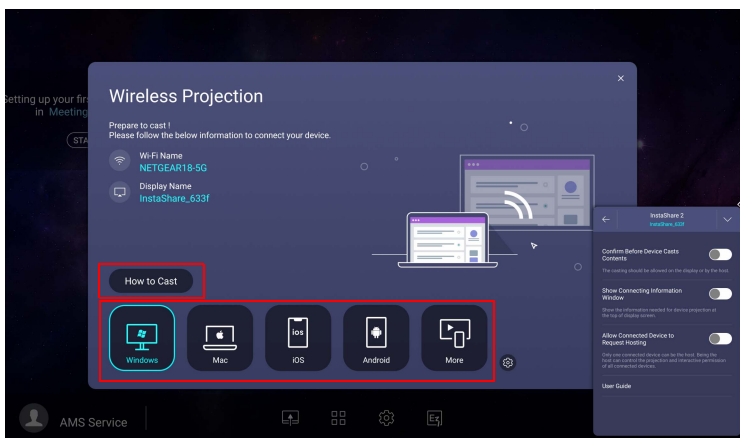 Setting up your firs
in Meeting
STA
Wireless Projection
Prepare to cast !
Please follow the below information to connect your device.
Wi-Fi Name
NETGEAR18-5G
Display Name
InstaShare_633f
How to Cast
Windows
Mac
iOS
iOS
Android
More
InstaShare 2
InstaShare_633f
Confirm Before Device Casts
Contents
The casting should be allowed on the display or by the host.
Show Connecting Information
Window
Show the information needed for device projection at
the top of display screen.
Allow Connected Device to
Request Hosting
Only one connected device can be the host. Being the
host can control the projection and interactive permission
of all connected devices.
User Guide
AMS Service